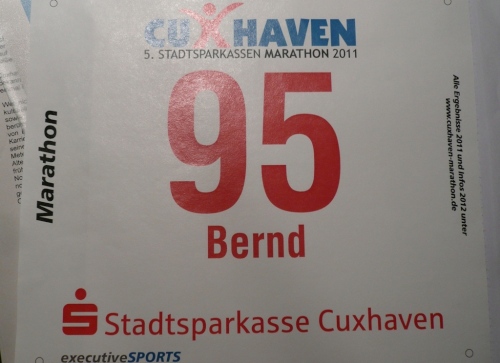 CUXHAVEN
5. STADTSPARKASSEN MARATHON 2011
Marathon
95
Bernd
Alle Ergebnisse 2011 und Infos 2012 unter
www.cuxhaven-marathon.de
Stadtsparkasse Cuxhaven
executiveSPORTS